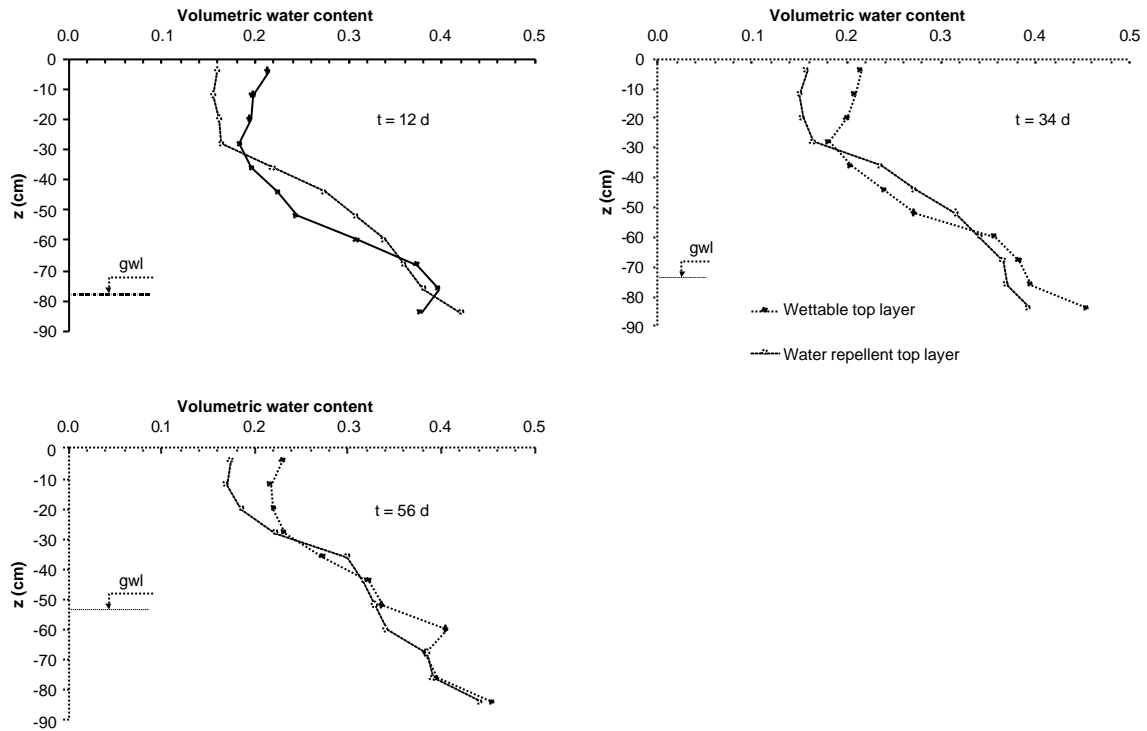 Volumetric water content
0.0 0.1 0.2 0.3 0.4 0.5
0
-10
-20
-30
-40
-50
-60
-70
-80
-90
z (cm)
t = 12 d
gwl
Volumetric water content
0.0 0.1 0.2 0.3 0.4 0.5
0
-10
-20
-30
-40
-50
-60
-70
-80
-90
z (cm)
t = 34 d
gwl
Wettable top layer
Water repellent top layer
Volumetric water content
0.0 0.1 0.2 0.3 0.4 0.5
0
-10
-20
-30
-40
-50
-60
-70
-80
-90
z (cm)
t = 56 d
gwl